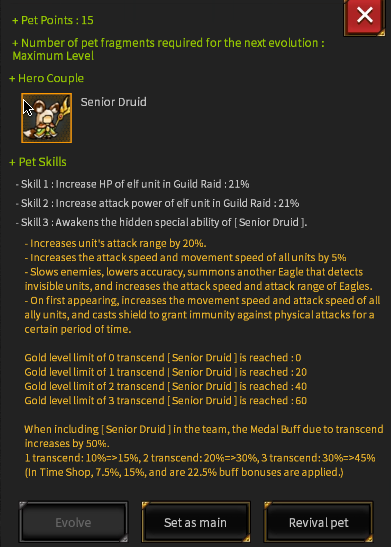 + Pet Points : 15
+ Number of pet fragments required for the next evolution :
Maximum Level
+ Hero Couple
Senior Druid
+ Pet Skills
- Skill 1 : Increase HP of elf unit in Guild Raid : 21%
- Skill 2 : Increase attack power of elf unit in Guild Raid : 21%
- Skill 3 : Awakens the hidden special ability of [ Senior Druid ].
- Increases unit's attack range by 20%.
- Increases the attack speed and movement speed of all units by 5%
- Slows enemies, lowers accuracy, summons another Eagle that detects
invisible units, and increases the attack speed and attack range of Eagles.
- On first appearing, increases the movement speed and attack speed of all
ally units, and casts shield to grant immunity against physical attacks for a
certain period of time.
Gold level limit of 0 transcend [ Senior Druid ] is reached : 0
Gold level limit of 1 transcend [ Senior Druid ] is reached : 20
Gold level limit of 2 transcend [ Senior Druid ] is reached : 40
Gold level limit of 3 transcend [ Senior Druid ] is reached : 60
When including [ Senior Druid ] in the team, the Medal Buff due to transcend
increases by 50%.
1 transcend: 10%=>15%, 2 transcend: 20%=>30%, 3 transcend: 30%=>45%
(In Time Shop, 7.5%, 15%, and are 22.5% buff bonuses are applied.)
Evolve
Set as main
Revival pet